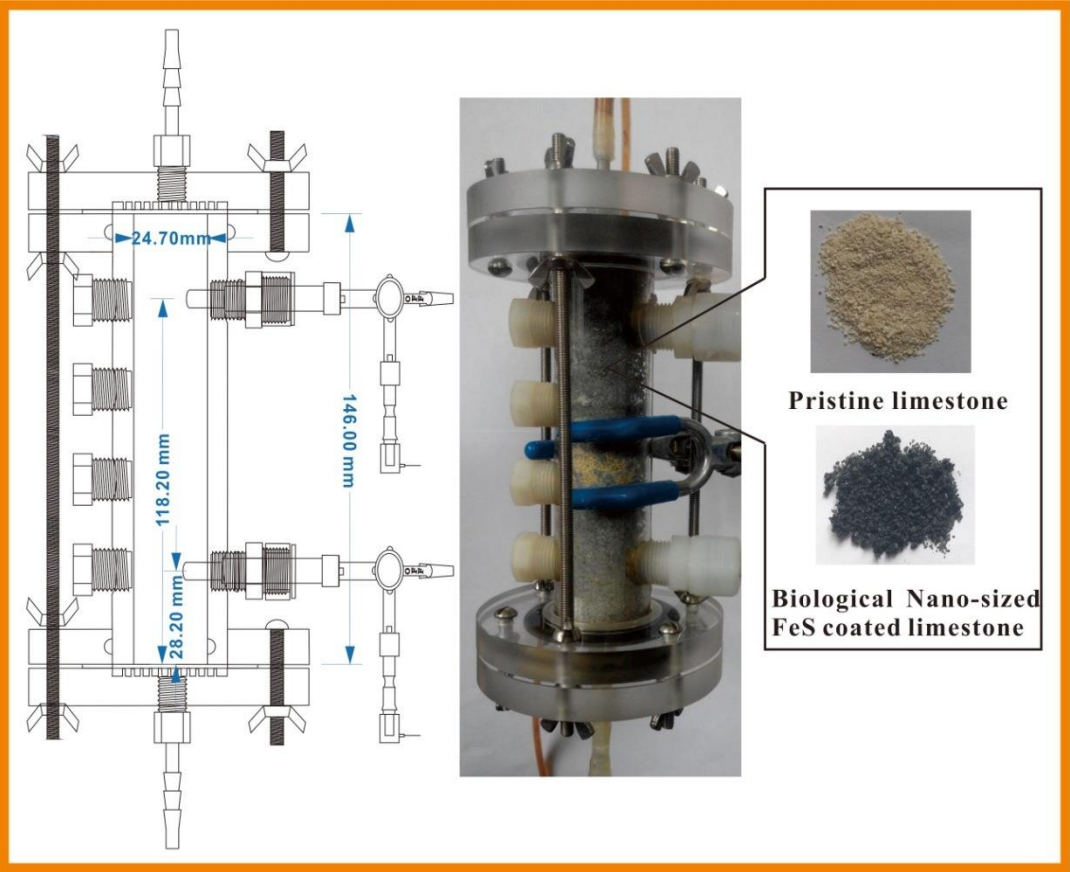 24.70mm
146.00 mm
118.20 mm
28.20 mm
Pristine limestone
Biological Nano-sized
FeS coated limestone